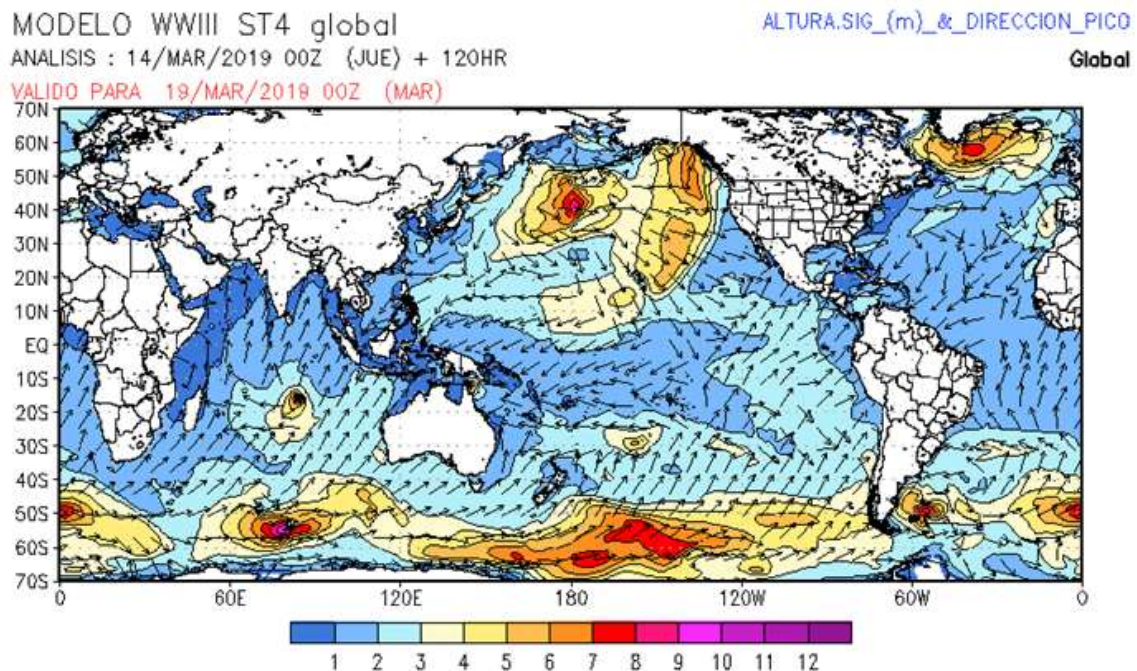 MODELO WWIII ST4 global
ALTURA.SIG_(m)_&_DIRECCION_PICO
ANALISIS : 14/MAR/2019 00Z (JUE) + 120HR
Global
VALIDO PARA 19/MAR/2019 00Z (MAR)
70N
60N
50N
40N
30N
20N
10N
EQ
10S
20S
30S
40S
50S
60S
70S
0 60E 120E 180 120W 60W 0
1 2 3 4 5 6 7 8 9 10 11 12